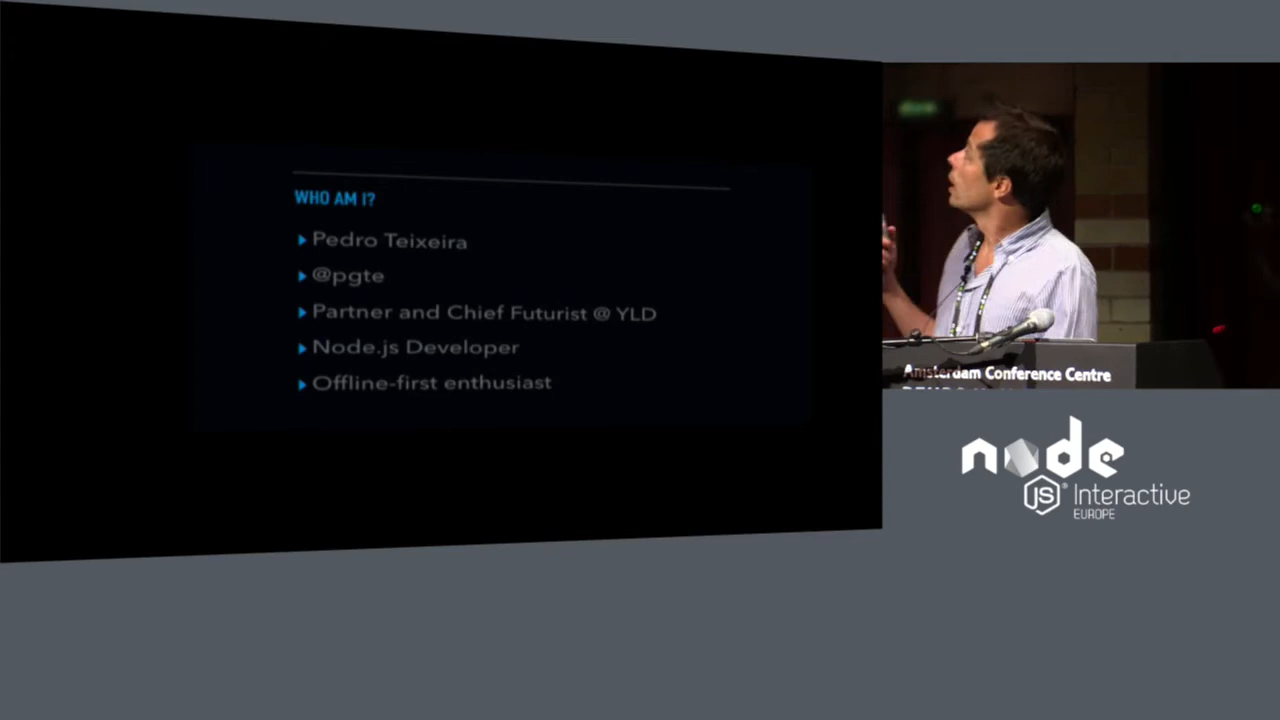 WHO AM I?
Pedro Teixeira
@pgte
Partner and Chief Futurist @ YLD
Node.js Developer
Offline-first enthusiast
Amsterdam Conference Centre
node
JS® Interactive
EUROPE